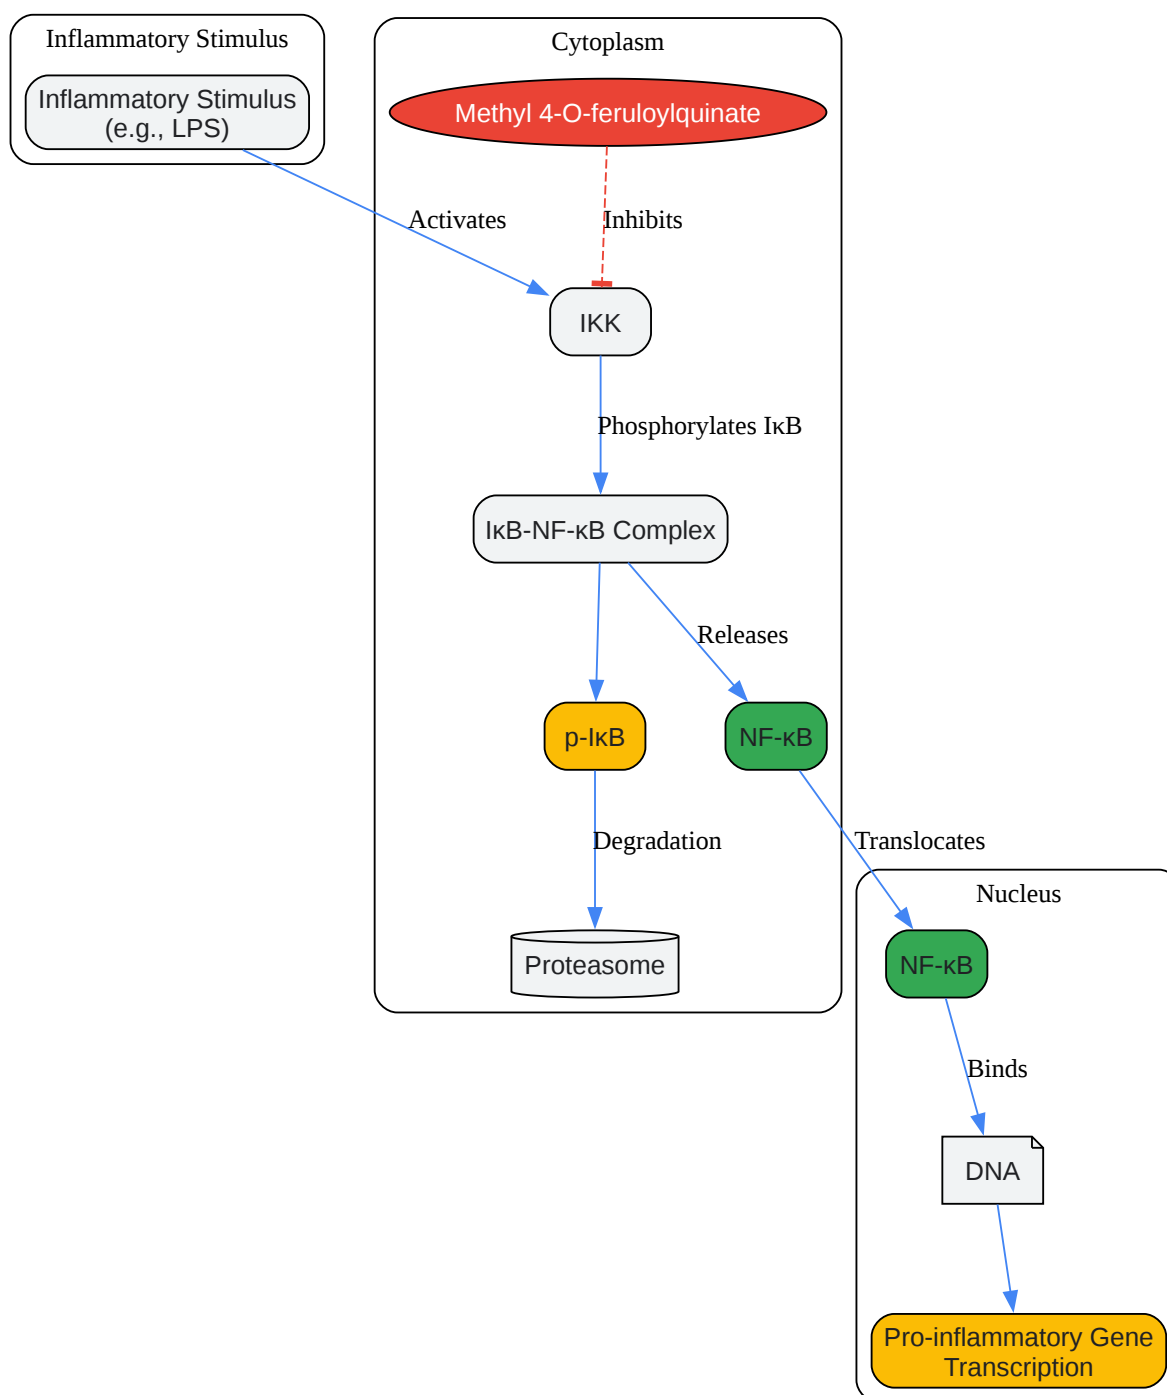 Inflammatory Stimulus
Inflammatory Stimulus
(e.g., LPS)
Cytoplasm
Methyl 4-O-feruloylquinate
Activates
Inhibits
IKK
Phosphorylates IκB
IκB-NF-κB Complex
Releases
p-IκB
NF-κB
Degradation
Translocates
Proteasome
Nucleus
NF-κB
Binds
DNA
Pro-inflammatory Gene
Transcription